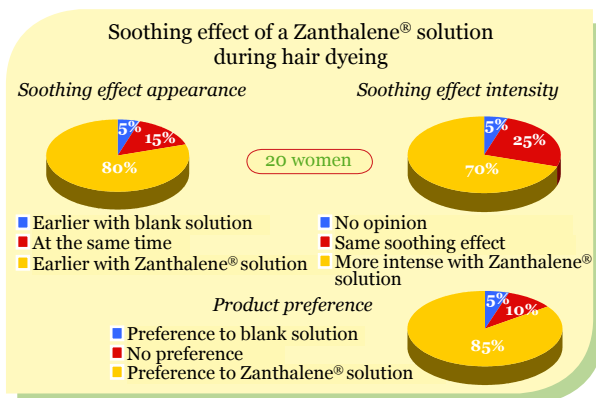 Soothing effect of a Zanthalene® solution
during hair dyeing
Soothing effect appearance
5%
15%
80%
Earlier with blank solution
At the same time
Earlier with Zanthalene® solution
20 women
Soothing effect intensity
5%
25%
70%
No opinion
Same soothing effect
More intense with Zanthalene®
solution
Product preference
Preference to blank solution
No preference
Preference to Zanthalene® solution
5%
10%
85%